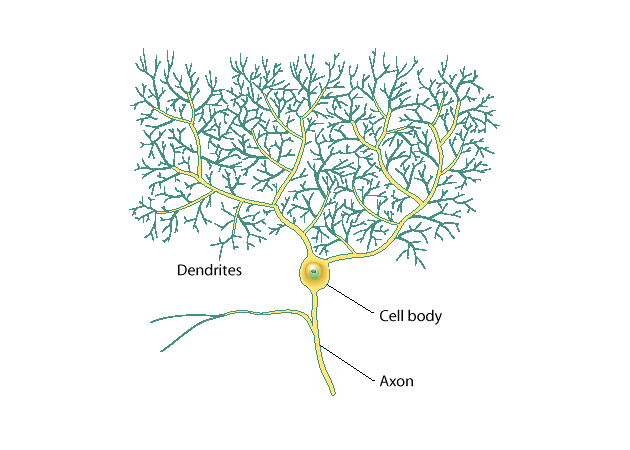 Dendrites
Cell body
Axon